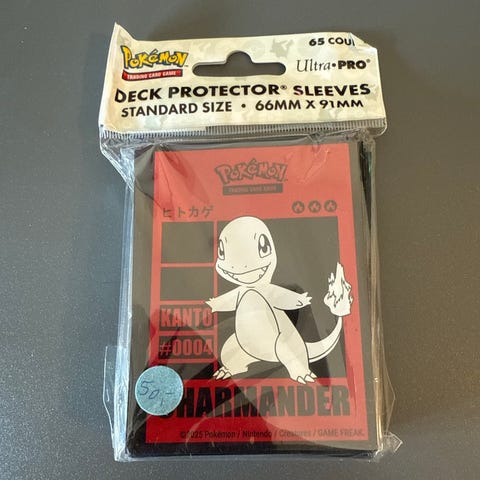 Pokémon
TRADING CARD GAME
65 COU
Ultra•PRO®
DECK PROTECTOR® SLEEVES
STANDARD SIZE • 66MM X 91MM
Pokémon
TRADING CARD GAME
ヒトカゲ
KANTO
#0004
HARMANDER
©2025 Pokémon / Nintendo / Creatures / GAME FREAK.